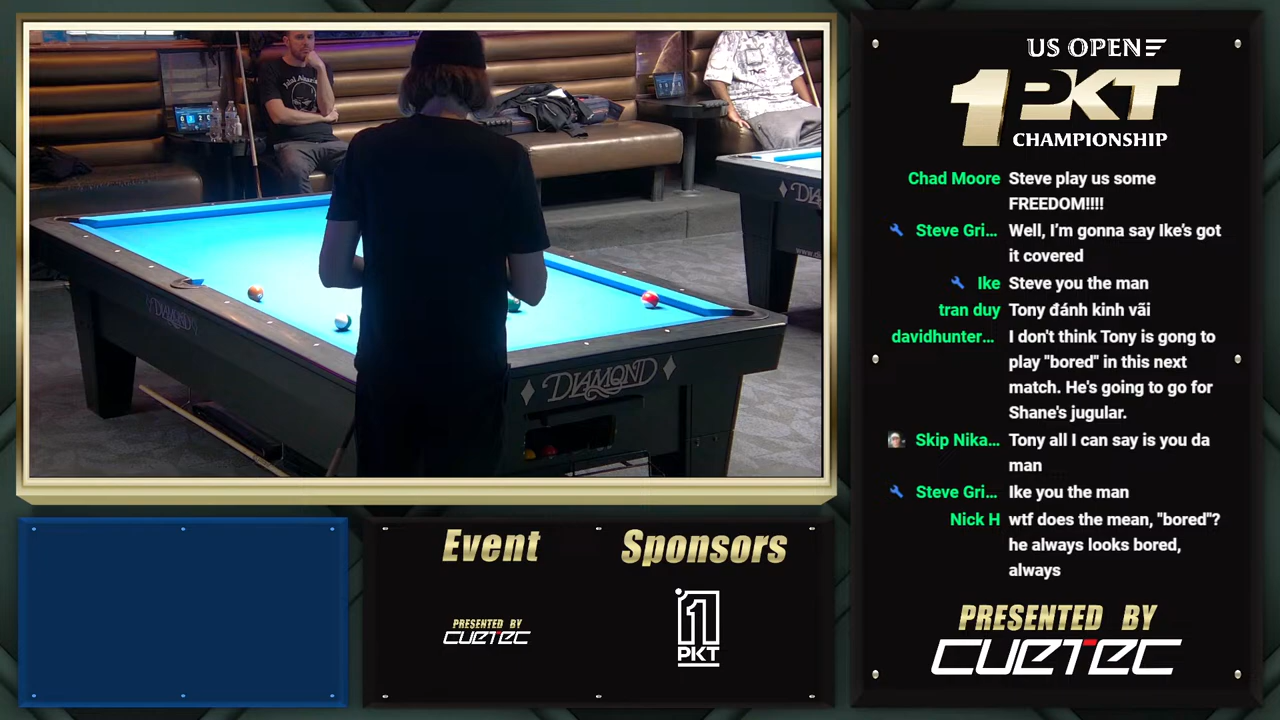 US OPEN
1PKT
CHAMPIONSHIP
Chad Moore Steve play us some
FREEDOM!!!!
Steve Gri... Well, I'm gonna say Ike's got
it covered
Ike Steve you the man
tran duy Tony đánh kinh vãi
davidhunter... I don't think Tony is gong to
play "bored" in this next
match. He's going to go for
Shane's jugular.
Skip Nika... Tony all I can say is you da
man
Steve Gri... Ike you the man
Nick H wtf does the mean, "bored"?
he always looks bored,
always
PRESENTED BY
CUETEC
DIAMOND
DIAMOND
Event Sponsors
PRESENTED BY
CUETEC
1
PKT